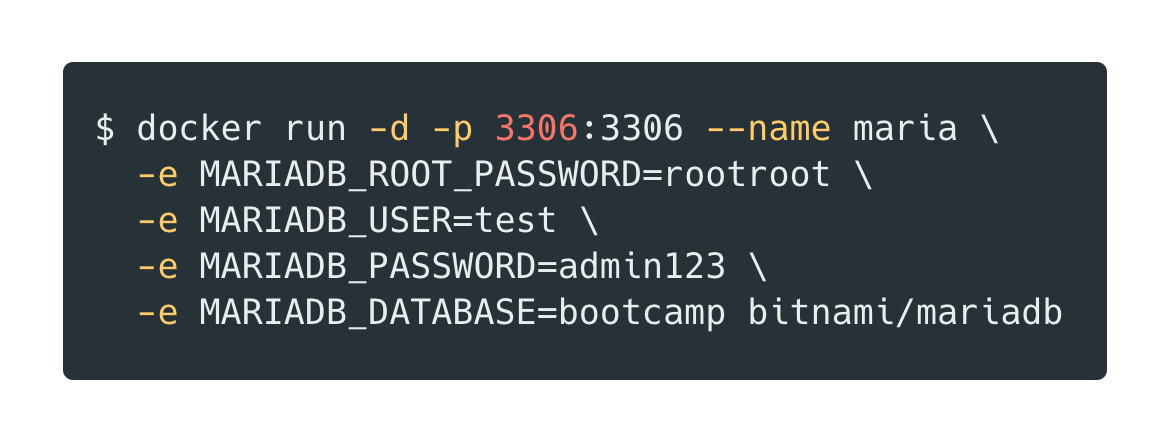 $ docker run -d -p 3306:3306 --name maria \
  -e MARIADB_ROOT_PASSWORD=rootroot \
  -e MARIADB_USER=test \
  -e MARIADB_PASSWORD=admin123 \
  -e MARIADB_DATABASE=bootcamp bitnami/mariadb